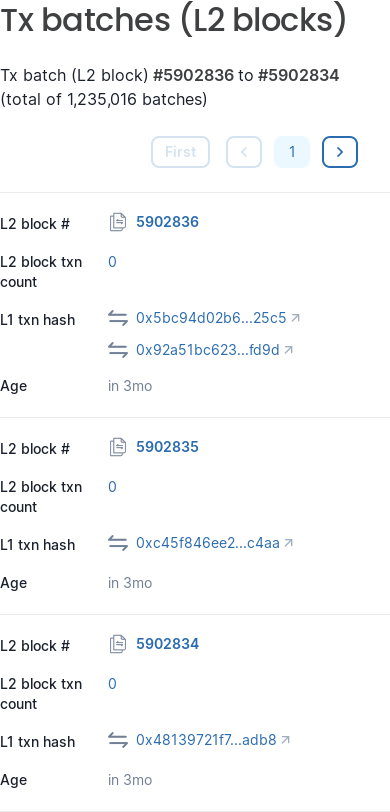 Tx batches (L2 blocks)
Tx batch (L2 block) #5902836 to #5902834
(total of 1,235,016 batches)
First
1
L2 block # 5902836
L2 block txn count 0
L1 txn hash 0x5bc94d02b6...25c5
0x92a51bc623...fd9d
Age in 3mo
L2 block # 5902835
L2 block txn count 0
L1 txn hash 0xc45f846ee2...c4aa
Age in 3mo
L2 block # 5902834
L2 block txn count 0
L1 txn hash 0x48139721f7...adb8
Age in 3mo